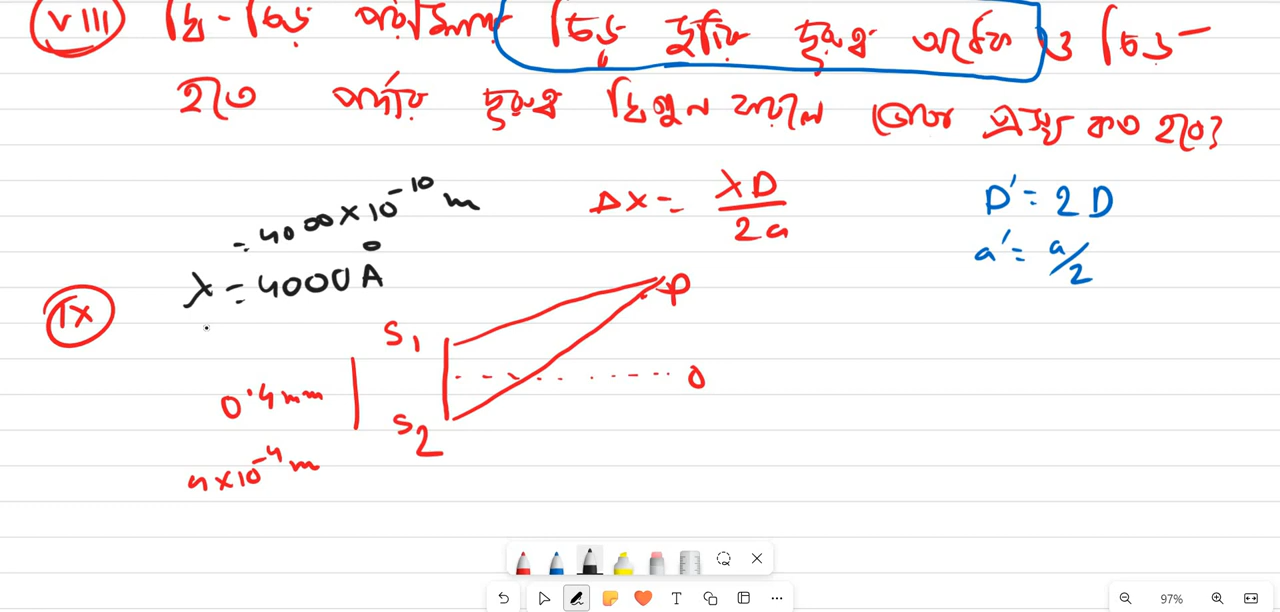 VIII দ্বি-চিড় পরীক্ষায় চিড় দুটির দূরত্ব অর্ধেক ও চিড়
হতে পর্দার দূরত্ব দ্বিগুন করলে ডোরা প্রস্থ কত হবে?
= 4000 × 10⁻¹⁰ m
Δx = λD / 2a
D' = 2D
a' = a/2
λ = 4000 Å
IX
S₁
P
0.4 mm
O
S₂
4 × 10⁻⁴ m
T
97%